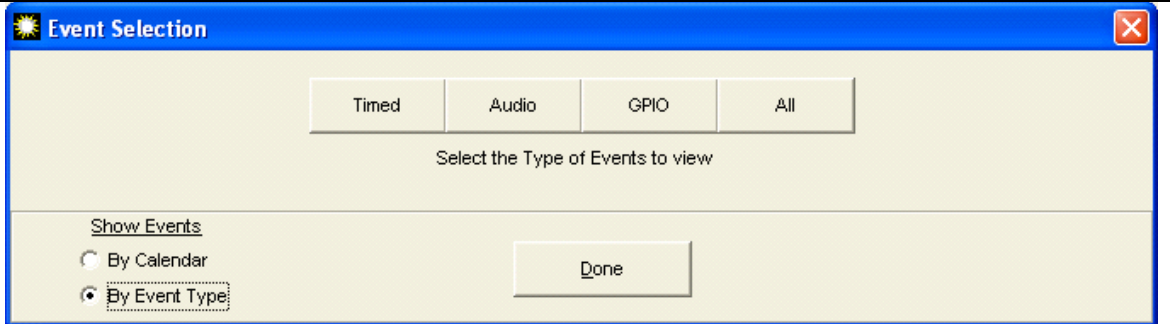 Event Selection
Timed Audio GPIO All
Select the Type of Events to view
Show Events
By Calendar
Done
By Event Type